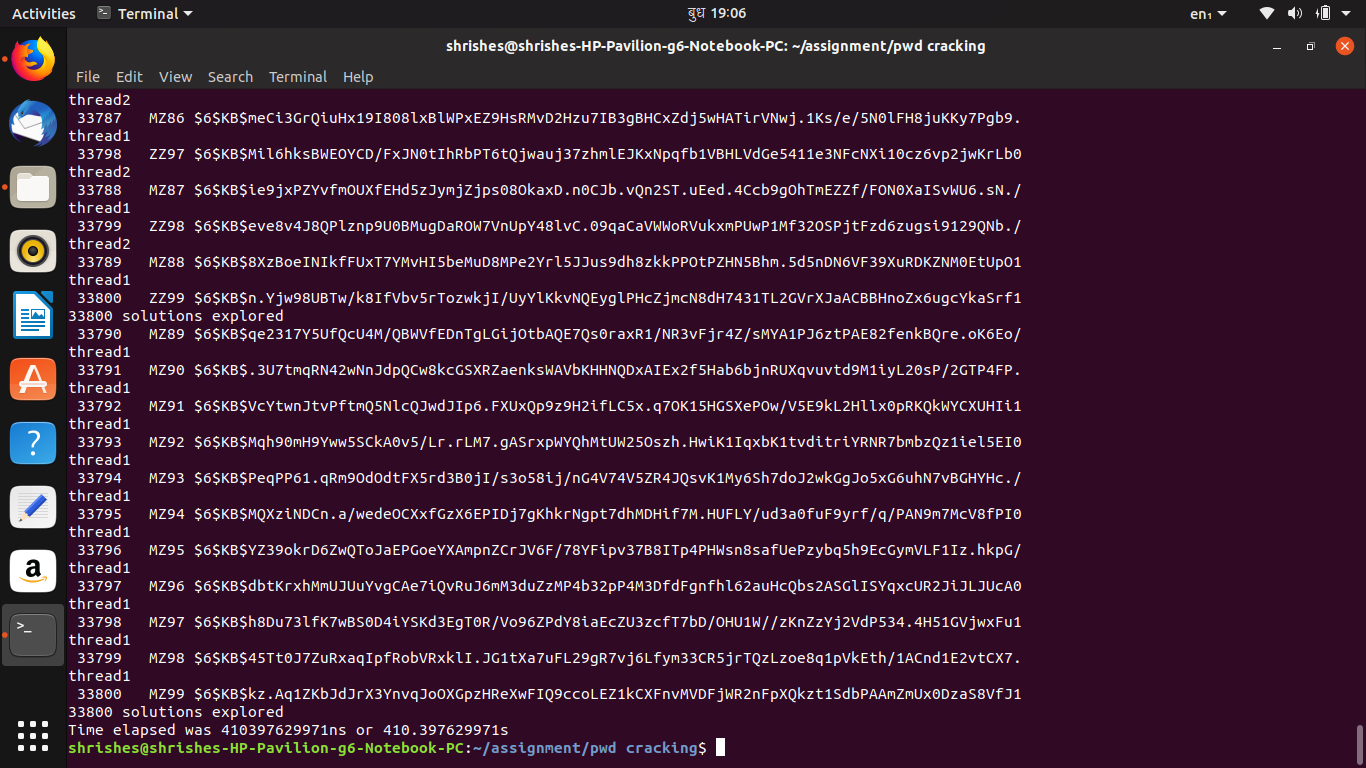 Activities Terminal बुध 19:06 en₁
shrishes@shrishes-HP-Pavilion-g6-Notebook-PC: ~/assignment/pwd cracking
File Edit View Search Terminal Help
thread2
33787 MZ86 $6$KB$meCi3GrQiuHx19I808lxBlWPxEZ9HsRMvD2Hzu7IB3gBHCxZdj5wHATirVNwj.1Ks/e/5N0lFH8juKKy7Pgb9.
thread1
33798 ZZ97 $6$KB$Mil6hksBWEOYCD/FxJN0tIhRbPT6tQjwauj37zhmlEJKxNpqfb1VBHLVdGe5411e3NFcNXi10cz6vp2jwKrLb0
thread2
33788 MZ87 $6$KB$ie9jxPZYvfmOUXfEHd5zJymjZjps08OkaxD.n0CJb.vQn2ST.uEed.4Ccb9gOhTmEZZf/FON0XaISvWU6.sN./
thread1
33799 ZZ98 $6$KB$eve8v4J8QPlznp9U0BMugDaROW7VnUpY48lvC.09qaCaVWWoRVukxmPUwP1Mf32OSPjtFzd6zugsi9129QNb./
thread2
33789 MZ88 $6$KB$8XzBoeINIkfFUxT7YMvHI5beMuD8MPe2Yrl5JJus9dh8zkkPPOtPZHN5Bhm.5d5nDN6VF39XuRDKZNM0EtUpO1
thread1
33800 ZZ99 $6$KB$n.Yjw98UBTw/k8IfVbv5rTozwkjI/UyYlKkvNQEyglPHcZjmcN8dH7431TL2GVrXJaACBBHnoZx6ugcYkaSrf1
33800 solutions explored
33790 MZ89 $6$KB$qe2317Y5UfQcU4M/QBWVfEDnTgLGijOtbAQE7Qs0raxR1/NR3vFjr4Z/sMYA1PJ6ztPAE82fenkBQre.oK6Eo/
thread1
33791 MZ90 $6$KB$.3U7tmqRN42wNnJdpQCw8kcGSXRZaenksWAVbKHHNQDxAIEx2f5Hab6bjnRUXqvuvtd9M1iyL20sP/2GTP4FP.
thread1
33792 MZ91 $6$KB$VcYtwnJtvPftmQ5NlcQJwdJIp6.FXUxQp9z9H2ifLC5x.q7OK15HGSXePOw/V5E9kL2Hllx0pRKQkWYCXUHIi1
thread1
33793 MZ92 $6$KB$Mqh90mH9Yww5SCkA0v5/Lr.rLM7.gASrxpWYQhMtUW25Oszh.HwiK1IqxbK1tvditriYRNR7bmbzQz1iel5EI0
thread1
33794 MZ93 $6$KB$PeqPP61.qRm9OdOdtFX5rd3B0jI/s3o58ij/nG4V74V5ZR4JQsvK1My6Sh7doJ2wkGgJo5xG6uhN7vBGHYHc./
thread1
33795 MZ94 $6$KB$MQXziNDCn.a/wedeOCXxfGzX6EPIDj7gKhkrNgpt7dhMDHif7M.HUFLY/ud3a0fuF9yrf/q/PAN9m7McV8fPI0
thread1
33796 MZ95 $6$KB$YZ39okrD6ZwQToJaEPGoeYXAmpnZCrJV6F/78YFipv37B8ITp4PHWsn8safUePzybq5h9EcGymVLF1Iz.hkpG/
thread1
33797 MZ96 $6$KB$dbtKrxhMmUJUuYvgCAe7iQvRuJ6mM3duZzMP4b32pP4M3DfdFgnfhl62auHcQbs2ASGlISYqxcUR2JiJLJUcA0
thread1
33798 MZ97 $6$KB$h8Du73lfK7wBS0D4iYSKd3EgT0R/Vo96ZPdY8iaEcZU3zcfT7bD/OHU1W//zKnZzYj2VdP534.4H51GVjwxFu1
thread1
33799 MZ98 $6$KB$45Tt0J7ZuRxaqIpfRobVRxklI.JG1tXa7uFL29gR7vj6Lfym33CR5jrTQzLzoe8q1pVkEth/1ACnd1E2vtCX7.
thread1
33800 MZ99 $6$KB$kz.Aq1ZKbJdJrX3YnvqJoOXGpzHReXwFIQ9ccoLEZ1kCXFnvMVDFjWR2nFpXQkzt1SdbPAAmZmUx0DzaS8VfJ1
33800 solutions explored
Time elapsed was 410397629971ns or 410.397629971s
shrishes@shrishes-HP-Pavilion-g6-Notebook-PC:~/assignment/pwd cracking$